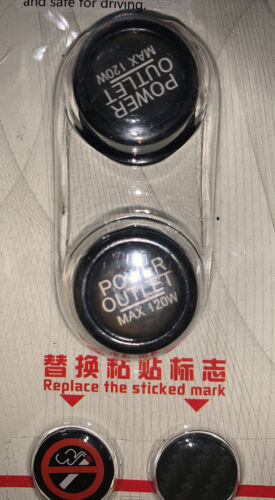 and safe for driving.
POWER
OUTLET
MAX 120W
POWER
OUTLET
MAX 120W
替换粘贴标志
Replace the sticked mark